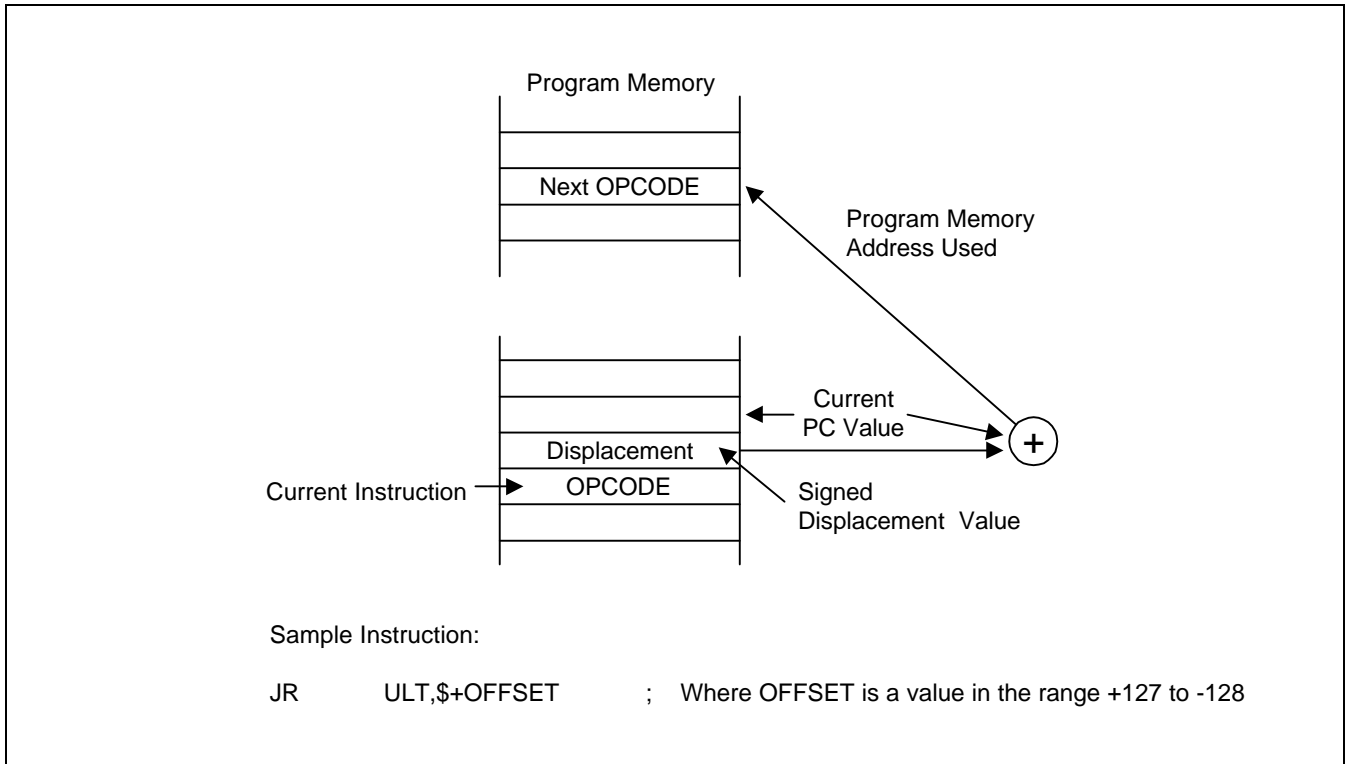 Program Memory
Next OPCODE
Program Memory
Address Used
Current
PC Value
+
Displacement
Current Instruction
OPCODE
Signed
Displacement Value
Sample Instruction:
JR ULT,$+OFFSET ; Where OFFSET is a value in the range +127 to -128